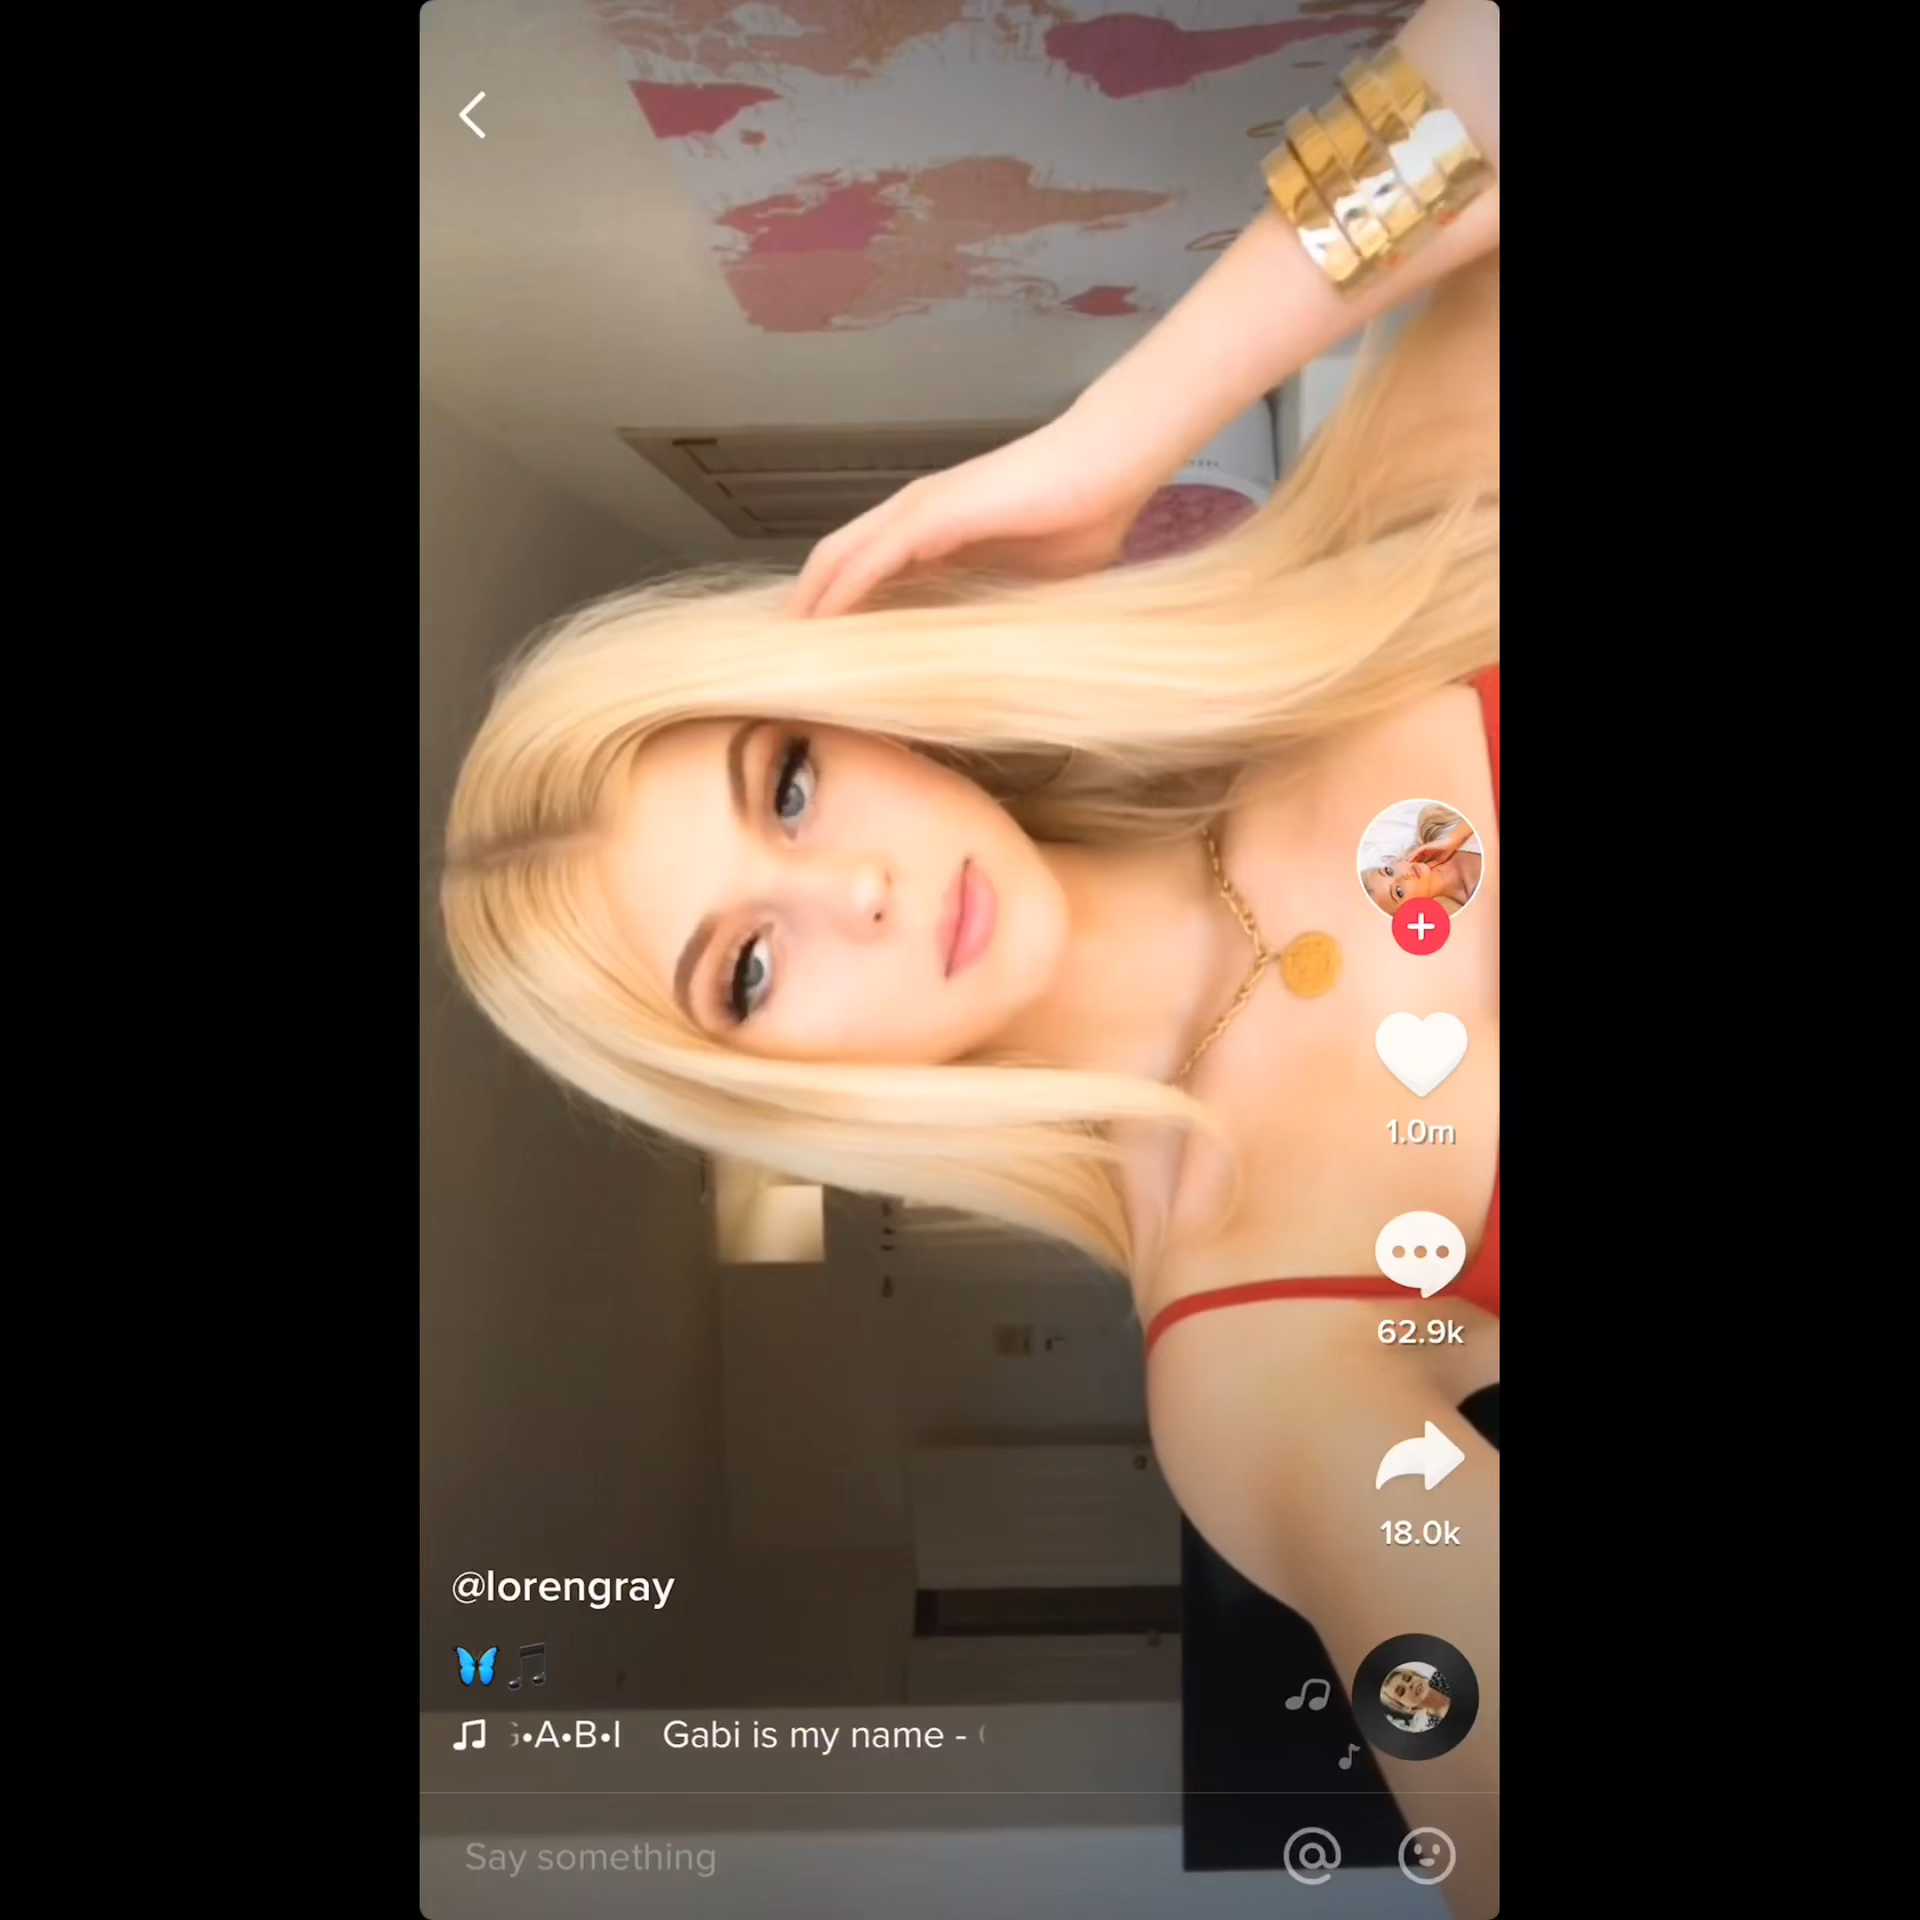 1.0m
62.9k
18.0k
@lorengray
🦋🎵
•A•B•I Gabi is my name -
Say something